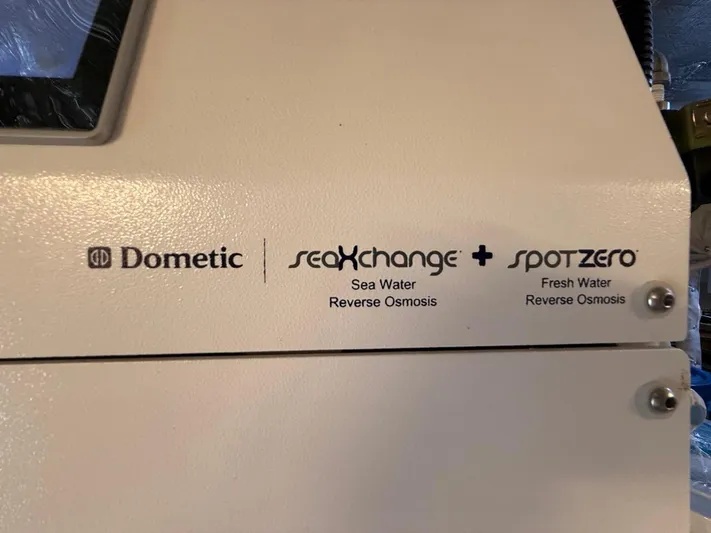 Dometic
seaXchange + SPOTZERO
Sea Water
Reverse Osmosis
Fresh Water
Reverse Osmosis